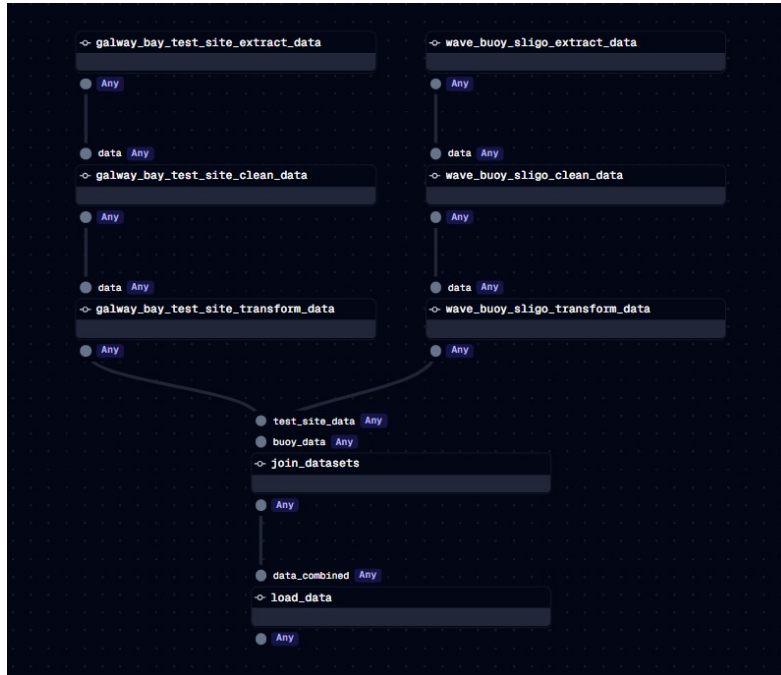 galway_bay_test_site_extract_data
wave_buoy_sligo_extract_data
Any
Any
data Any
data Any
galway_bay_test_site_clean_data
wave_buoy_sligo_clean_data
Any
Any
data Any
data Any
galway_bay_test_site_transform_data
wave_buoy_sligo_transform_data
Any
Any
test_site_data Any
buoy_data Any
join_datasets
Any
data_combined Any
load_data
Any